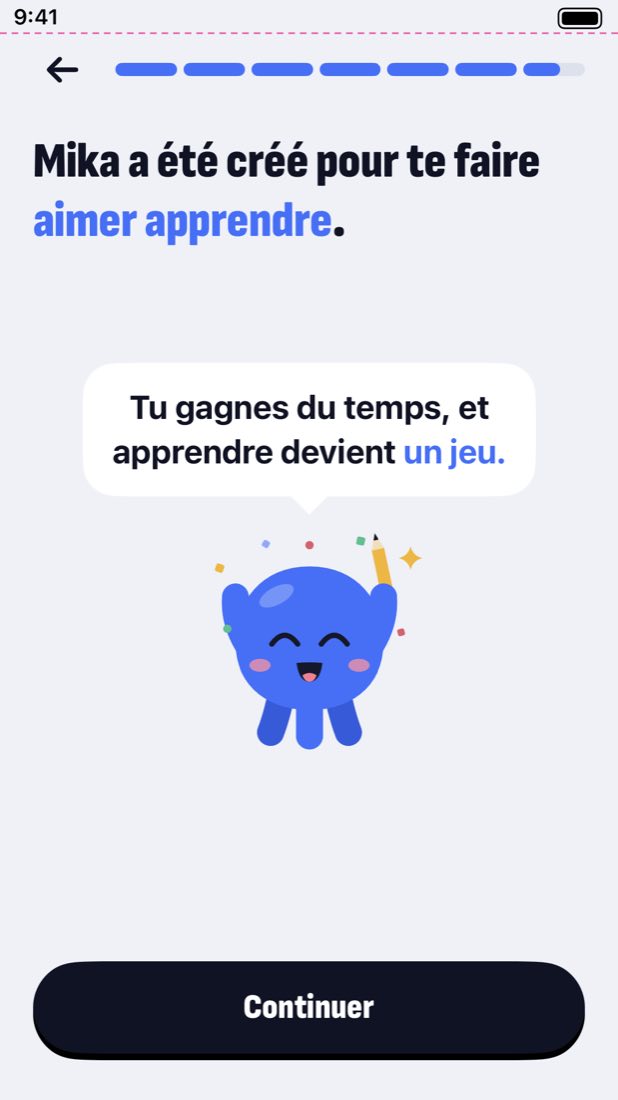 9:41
Mika a été créé pour te faire
aimer apprendre.
Tu gagnes du temps, et
apprendre devient un jeu.
Continuer